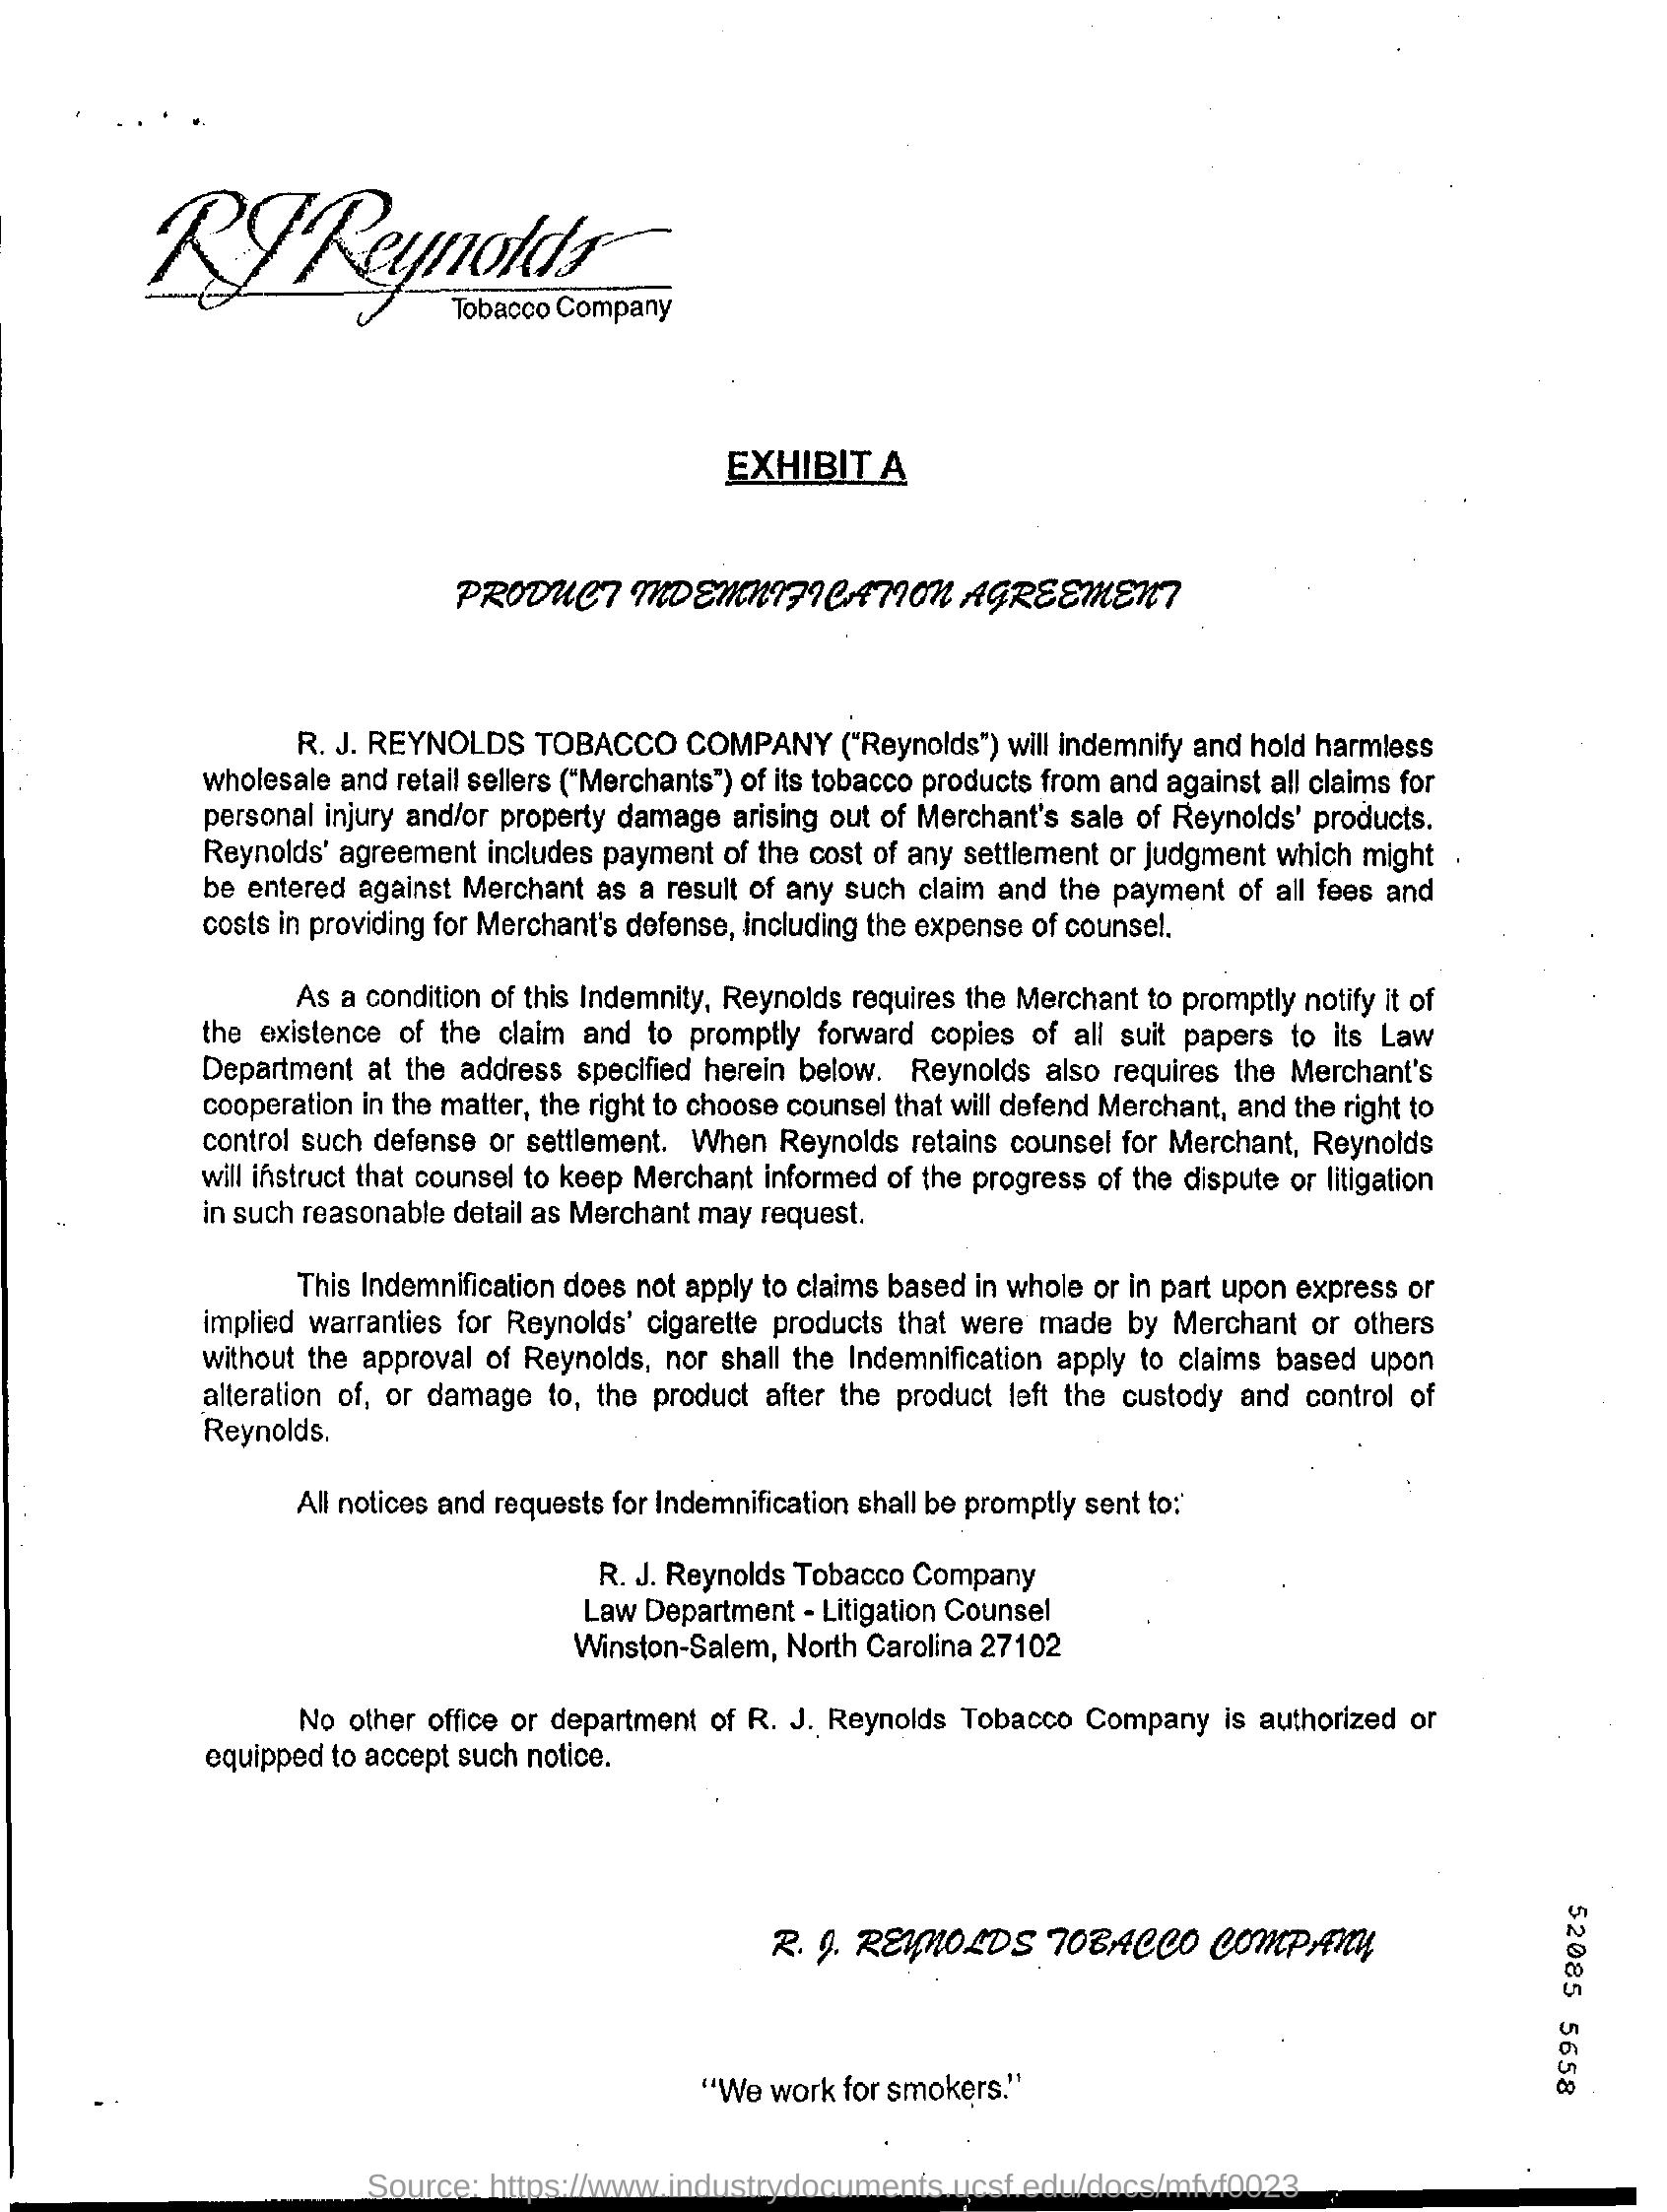 RJReynolds
Tobacco Company
EXHIBIT A
PRODUCT INDEMNIFICATION AGREEMENT
R. J. REYNOLDS TOBACCO COMPANY ("Reynolds") will indemnify and hold harmless
wholesale and retail sellers ("Merchants") of its tobacco products from and against all claims for
personal injury and/or property damage arising out of Merchant's sale of Reynolds' products.
Reynolds' agreement includes payment of the cost of any settlement or judgment which might
be entered against Merchant as a result of any such claim and the payment of all fees and
costs in providing for Merchant's defense, including the expense of counsel.
As a condition of this Indemnity, Reynolds requires the Merchant to promptly notify it of
the existence of the claim and to promptly forward copies of all suit papers to its Law
Department at the address specified herein below. Reynolds also requires the Merchant's
cooperation in the matter, the right to choose counsel that will defend Merchant, and the right to
control such defense or settlement. When Reynolds retains counsel for Merchant, Reynolds
will instruct that counsel to keep Merchant informed of the progress of the dispute or litigation
in such reasonable detail as Merchant may request.
This Indemnification does not apply to claims based in whole or in part upon express or
implied warranties for Reynolds' cigarette products that were made by Merchant or others
without the approval of Reynolds, nor shall the Indemnification apply to claims based upon
alteration of, or damage to, the product after the product left the custody and control of
Reynolds.
All notices and requests for Indemnification shall be promptly sent to:
R. J. Reynolds Tobacco Company
Law Department - Litigation Counsel
Winston-Salem, North Carolina 27102
No other office or department of R. J. Reynolds Tobacco Company is authorized or
equipped to accept such notice.
R. J. REYNOLDS TOBACCO COMPANY
"We work for smokers."
52085 5658
Source: https://www.industrydocuments.ucsf.edu/docs/mfvf0023